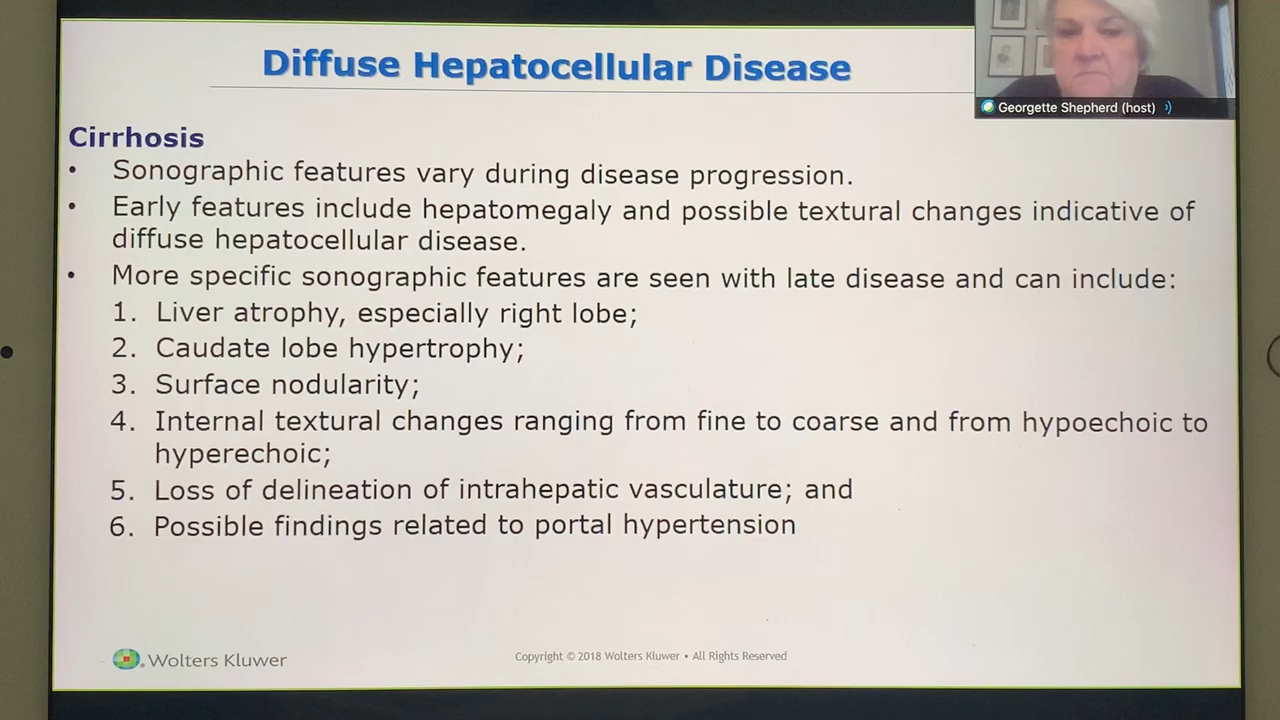 Diffuse Hepatocellular Disease
Georgette Shepherd (host)
Cirrhosis
• Sonographic features vary during disease progression.
• Early features include hepatomegaly and possible textural changes indicative of
diffuse hepatocellular disease.
• More specific sonographic features are seen with late disease and can include:
1. Liver atrophy, especially right lobe;
2. Caudate lobe hypertrophy;
3. Surface nodularity;
4. Internal textural changes ranging from fine to coarse and from hypoechoic to
hyperechoic;
5. Loss of delineation of intrahepatic vasculature; and
6. Possible findings related to portal hypertension
Wolters Kluwer
Copyright © 2018 Wolters Kluwer • All Rights Reserved